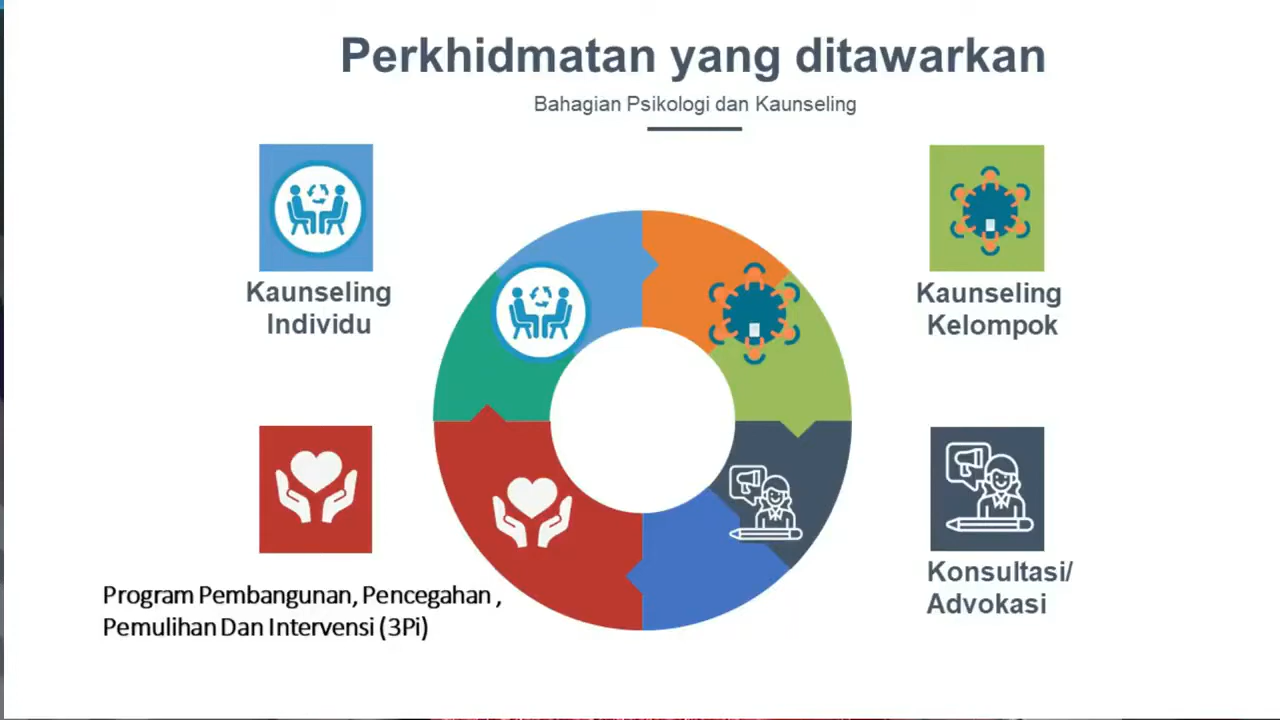 Perkhidmatan yang ditawarkan
Bahagian Psikologi dan Kaunseling
Kaunseling
Individu
Kaunseling
Kelompok
Program Pembangunan, Pencegahan ,
Pemulihan Dan Intervensi (3Pi)
Konsultasi/
Advokasi